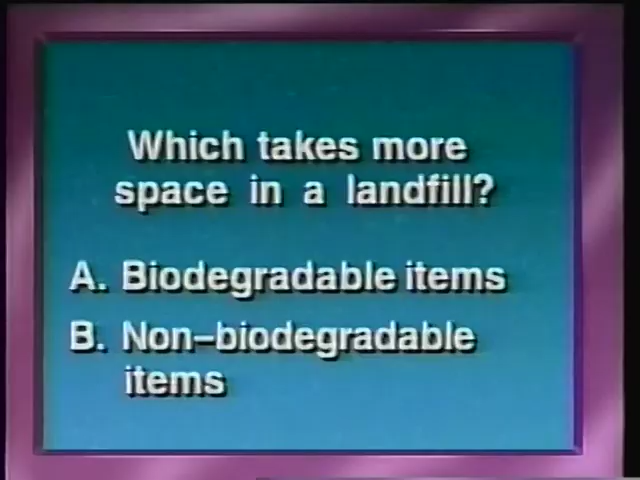 Which takes more
space in a landfill?
A. Biodegradable items
B. Non-biodegradable
items